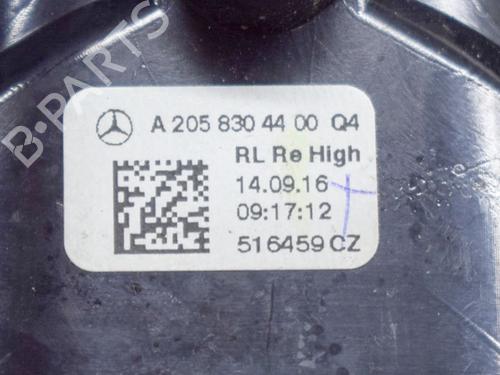 B-PARTS
A 205 830 44 00 Q4
RL Re High
14.09.16
09:17:12
516459 CZ